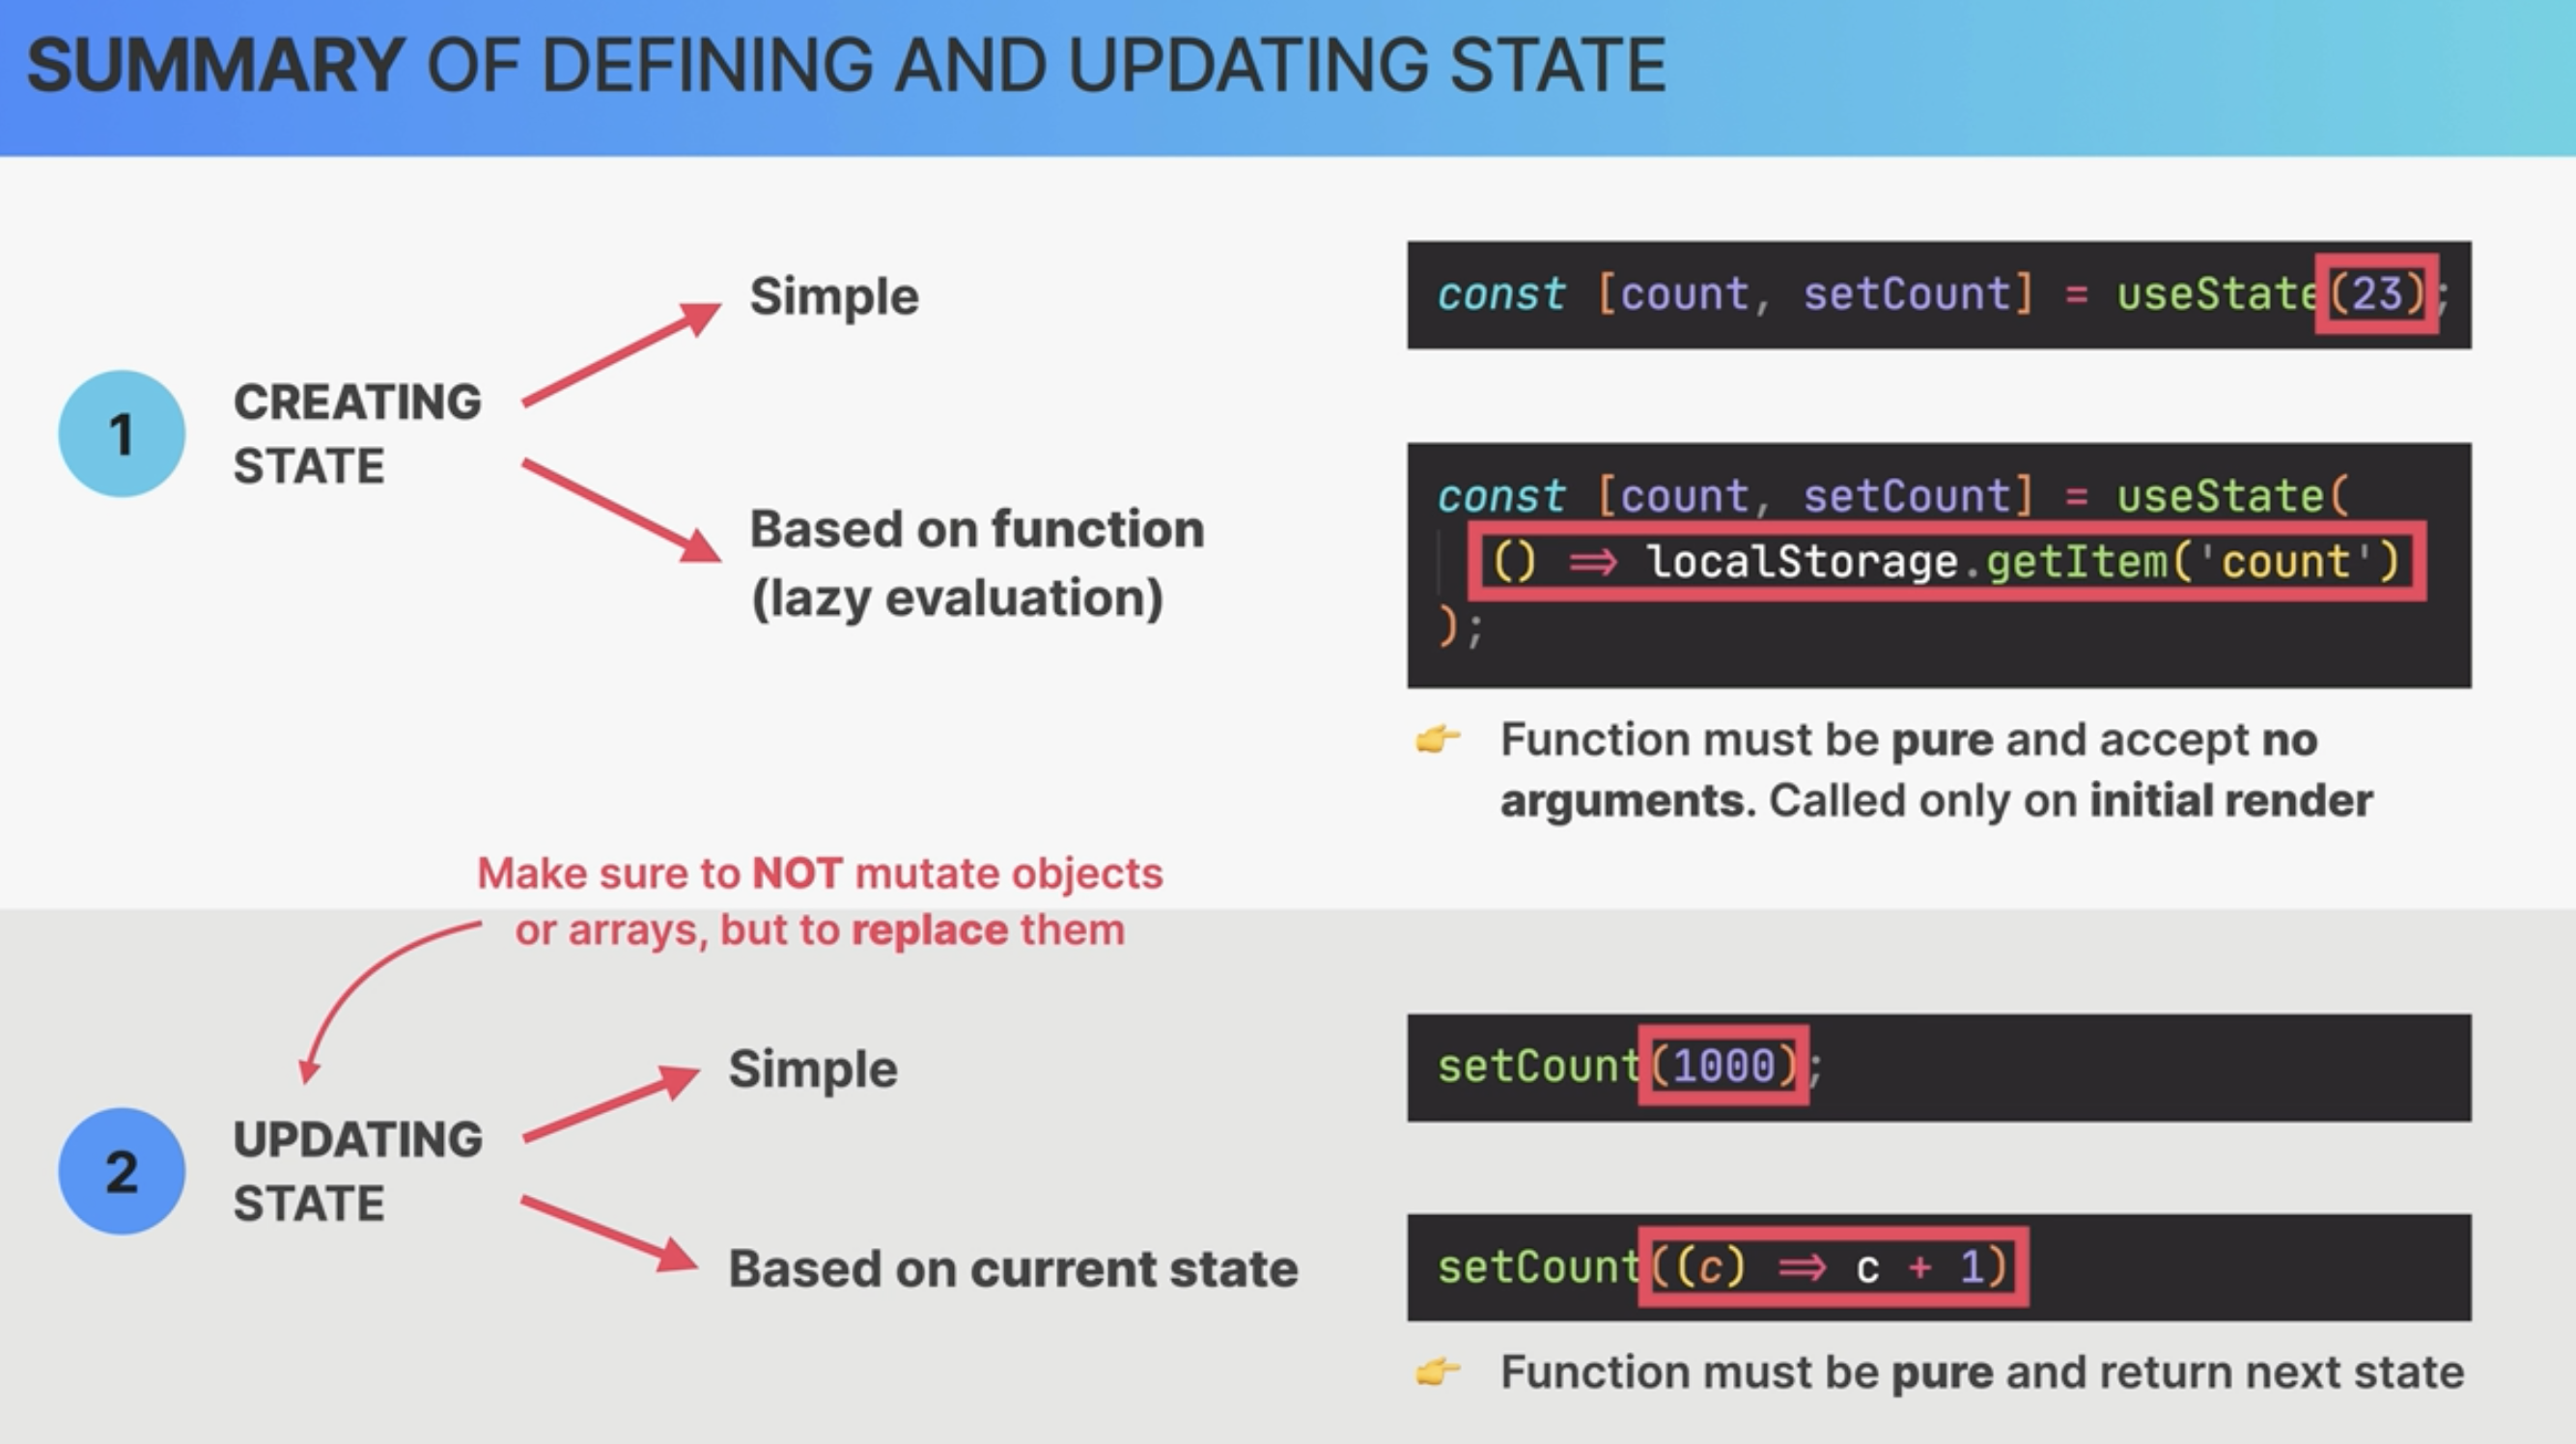 SUMMARY OF DEFINING AND UPDATING STATE
1
CREATING
STATE
Simple
const [count, setCount] = useState(23);
Based on function
(lazy evaluation)
const [count, setCount] = useState(
() => localStorage.getItem('count')
);
👉 Function must be pure and accept no
arguments. Called only on initial render
Make sure to NOT mutate objects
or arrays, but to replace them
2
UPDATING
STATE
Simple
setCount(1000);
Based on current state
setCount((c) => c + 1)
👉 Function must be pure and return next state